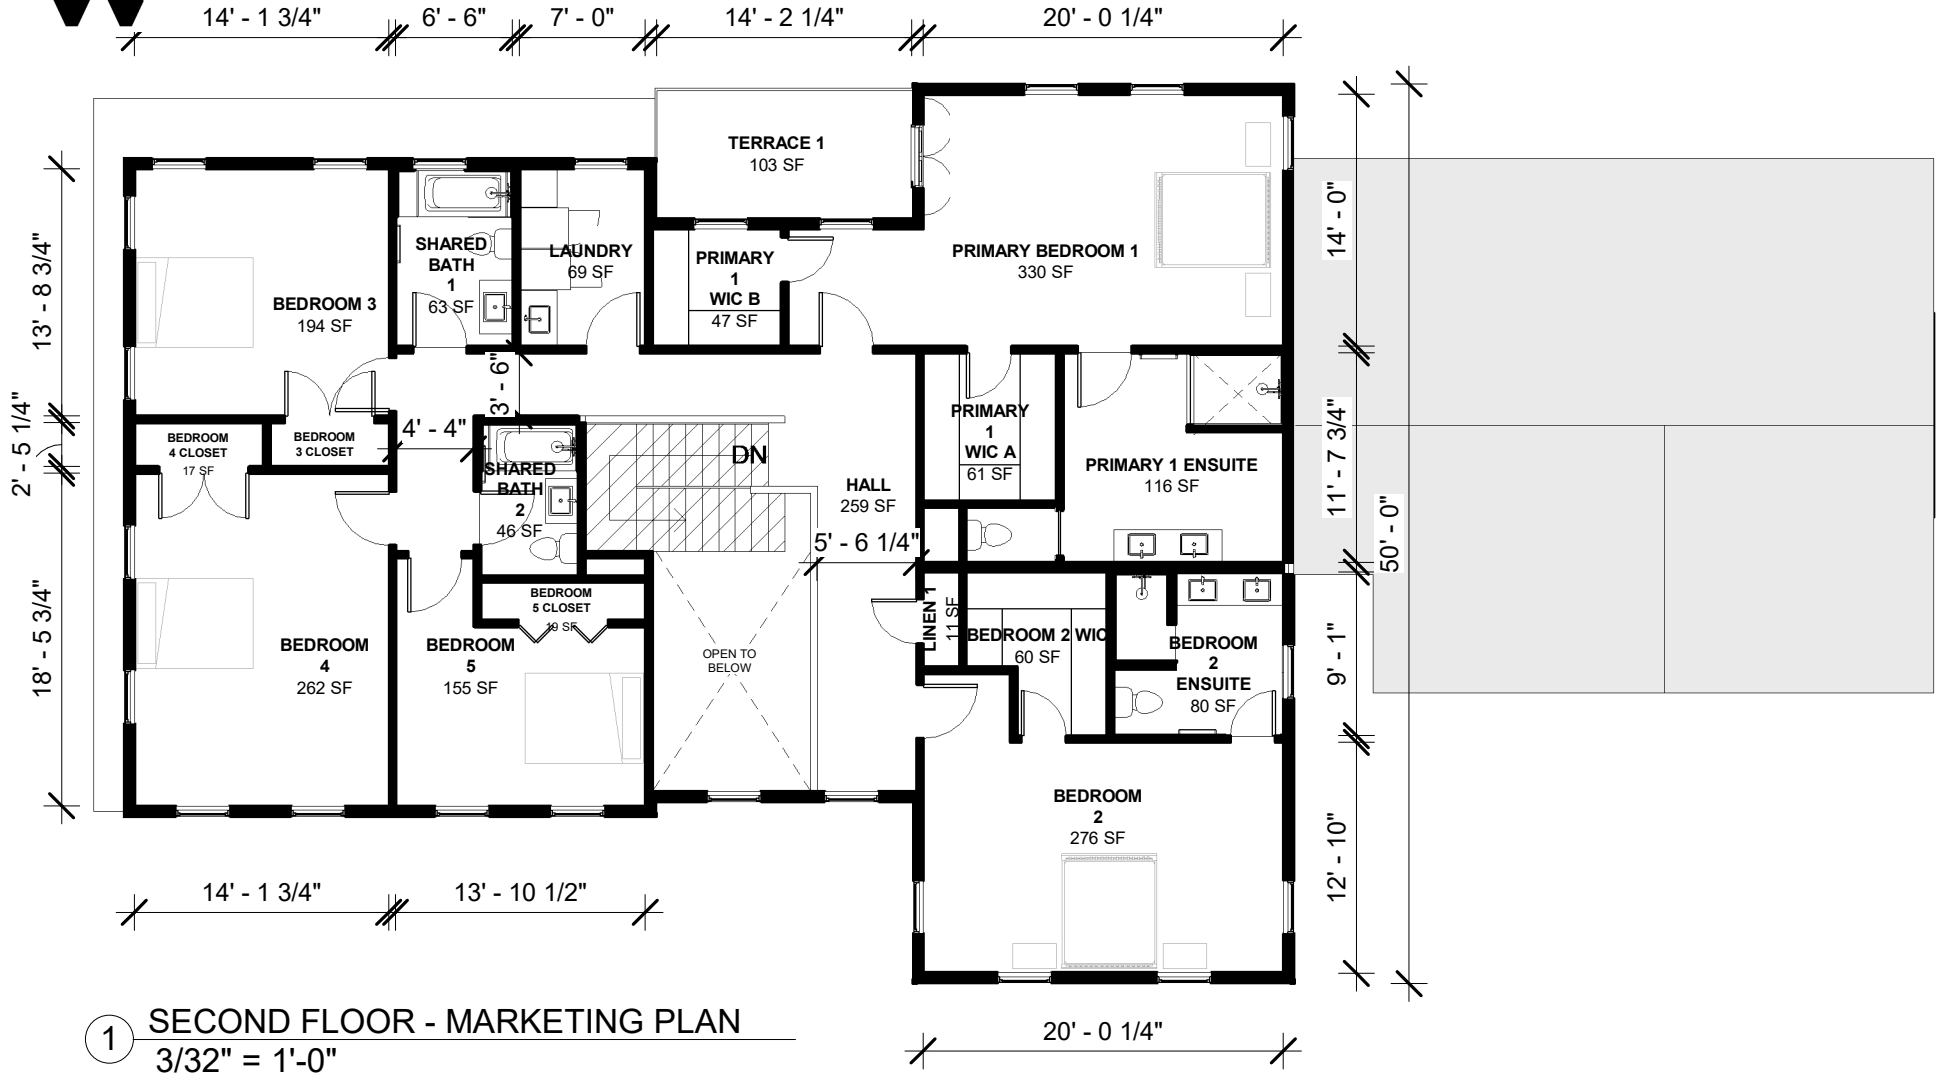 14' - 1 3/4"
6' - 6"
7' - 0"
14' - 2 1/4"
20' - 0 1/4"
TERRACE 1
103 SF
14' - 0"
13' - 8 3/4"
SHARED
BATH
1
63 SF
LAUNDRY
69 SF
PRIMARY
1
WIC B
47 SF
PRIMARY BEDROOM 1
330 SF
BEDROOM 3
194 SF
3' - 6"
4' - 4"
2' - 5 1/4"
BEDROOM
4 CLOSET
17 SF
BEDROOM
3 CLOSET
SHARED
BATH
2
46 SF
DN
HALL
259 SF
5' - 6 1/4"
PRIMARY
1
WIC A
61 SF
PRIMARY 1 ENSUITE
116 SF
11' - 7 3/4"
50' - 0"
18' - 5 3/4"
BEDROOM
4
262 SF
BEDROOM
5
155 SF
BEDROOM
5 CLOSET
19 SF
OPEN TO
BELOW
LINEN 1
11 SF
BEDROOM 2 WIC
60 SF
BEDROOM
2
ENSUITE
80 SF
9' - 1"
BEDROOM
2
276 SF
12' - 10"
14' - 1 3/4"
13' - 10 1/2"
20' - 0 1/4"
1
SECOND FLOOR - MARKETING PLAN
3/32" = 1'-0"